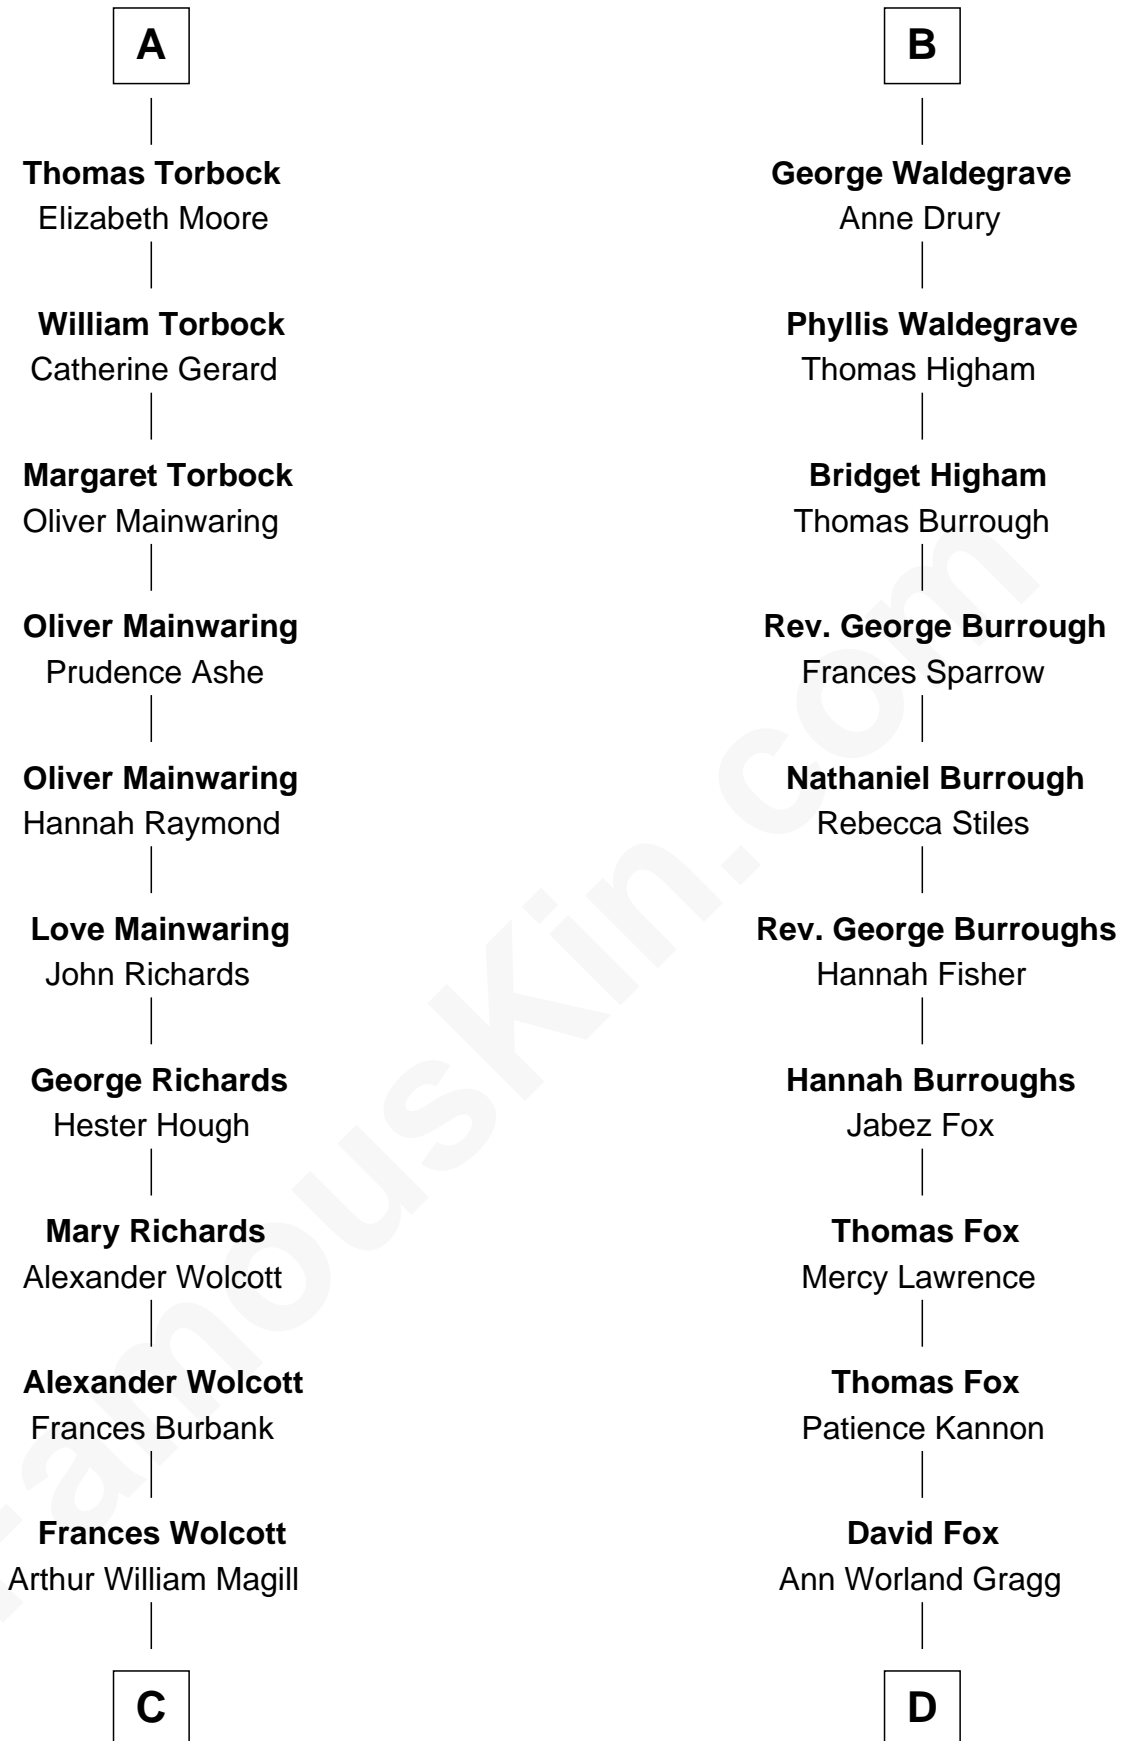 A
Thomas Torbock
Elizabeth Moore
William Torbock
Catherine Gerard
Margaret Torbock
Oliver Mainwaring
Oliver Mainwaring
Prudence Ashe
Oliver Mainwaring
Hannah Raymond
Love Mainwaring
John Richards
George Richards
Hester Hough
Mary Richards
Alexander Wolcott
Alexander Wolcott
Frances Burbank
Frances Wolcott
Arthur William Magill
C
B
George Waldegrave
Anne Drury
Phyllis Waldegrave
Thomas Higham
Bridget Higham
Thomas Burrough
Rev. George Burrough
Frances Sparrow
Nathaniel Burrough
Rebecca Stiles
Rev. George Burroughs
Hannah Fisher
Hannah Burroughs
Jabez Fox
Thomas Fox
Mercy Lawrence
Thomas Fox
Patience Kannon
David Fox
Ann Worland Gragg
D
FamousKin.com